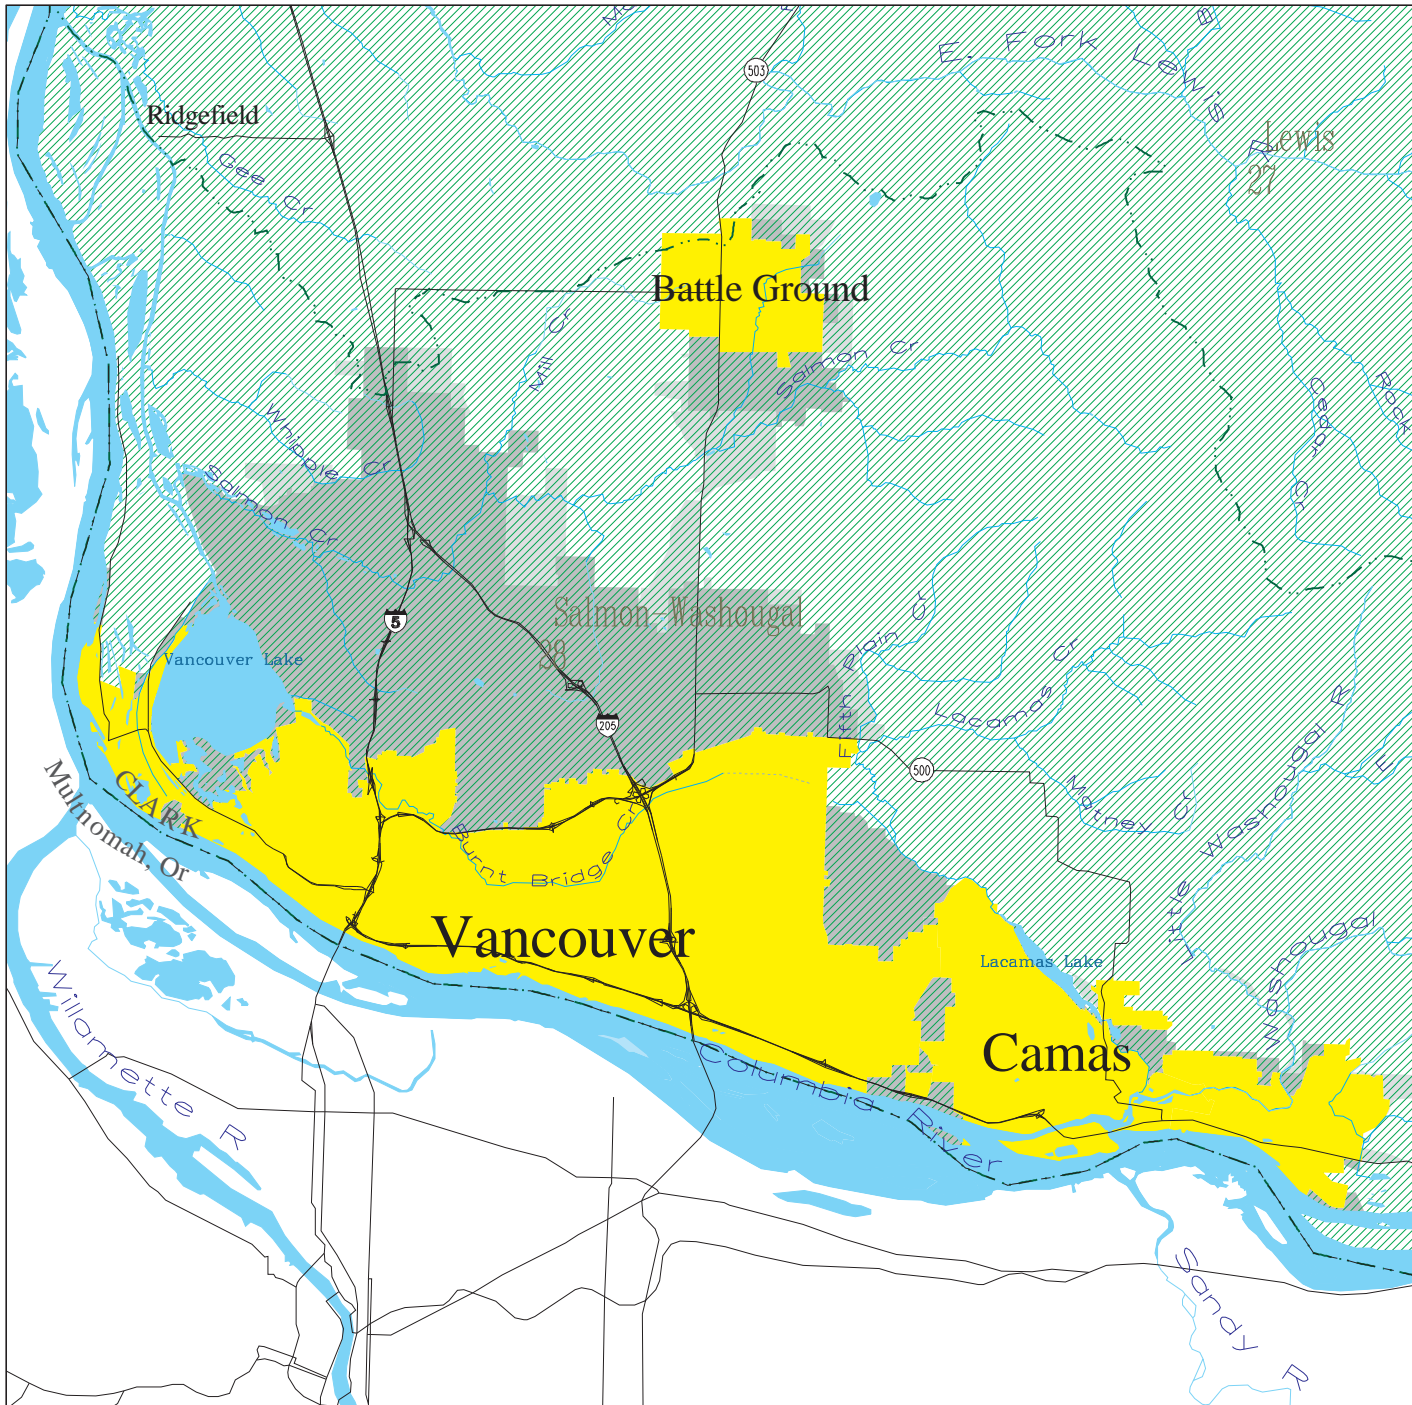 E. Fork Lewis R
503
Ridgefield
Lewis
27
Gee Cr
Battle Ground
Mill Cr
Salmon Cr
Cedar Cr
Rock
Whipple Cr
Salmon Cr
Salmon-Washougal
28
5
Fifth Plain Cr
Vancouver Lake
Lacamas Cr
205
500
Little Washougal R
Matney Cr
CLARK
Multnomah, Or
Burnt Bridge Cr
Vancouver
Washougal
Lacamas Lake
Willamette R
Camas
Columbia River
Sandy R